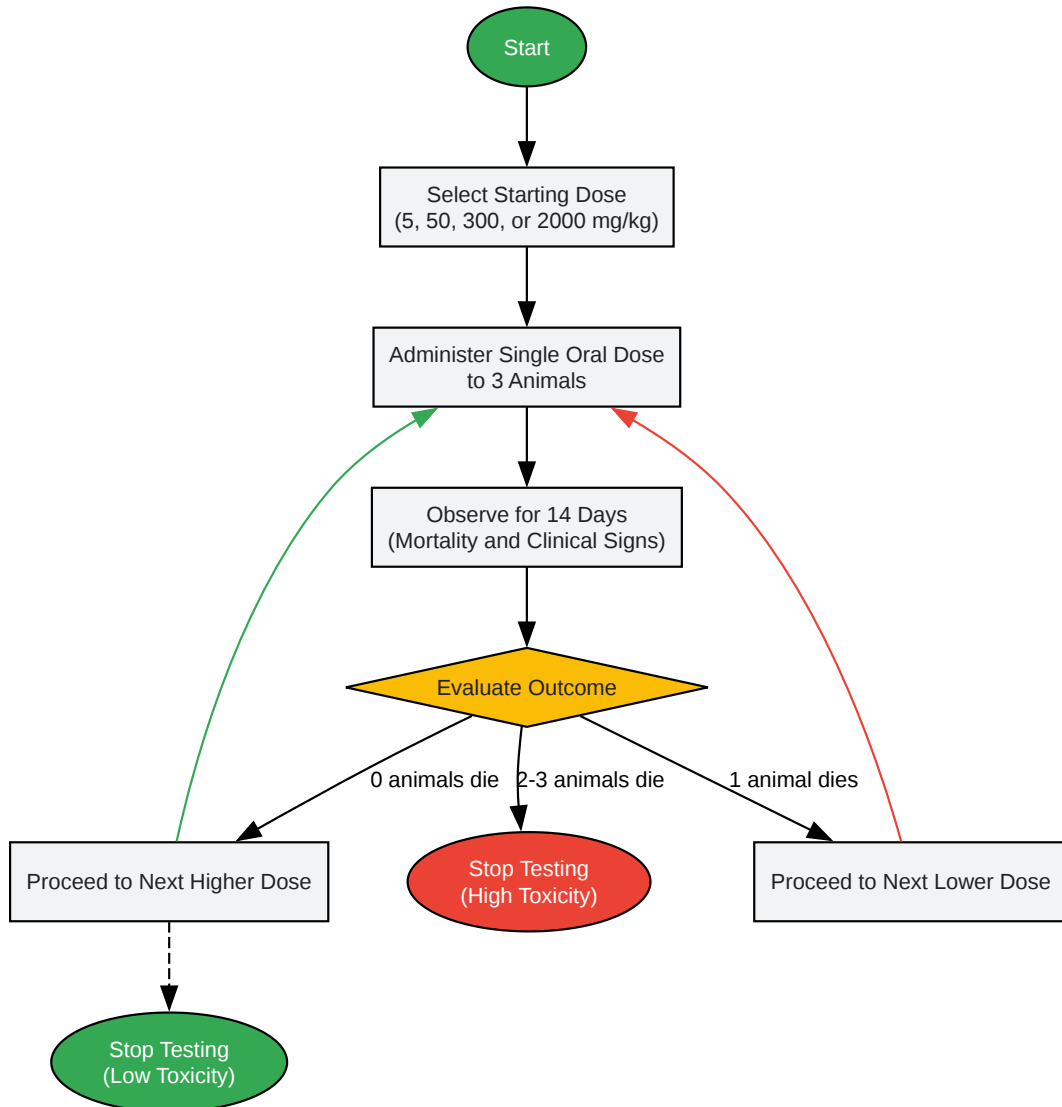 Start
Select Starting Dose
(5, 50, 300, or 2000 mg/kg)
Administer Single Oral Dose
to 3 Animals
Observe for 14 Days
(Mortality and Clinical Signs)
Evaluate Outcome
0 animals die
2-3 animals die
1 animal dies
Proceed to Next Higher Dose
Stop Testing
(High Toxicity)
Proceed to Next Lower Dose
Stop Testing
(Low Toxicity)